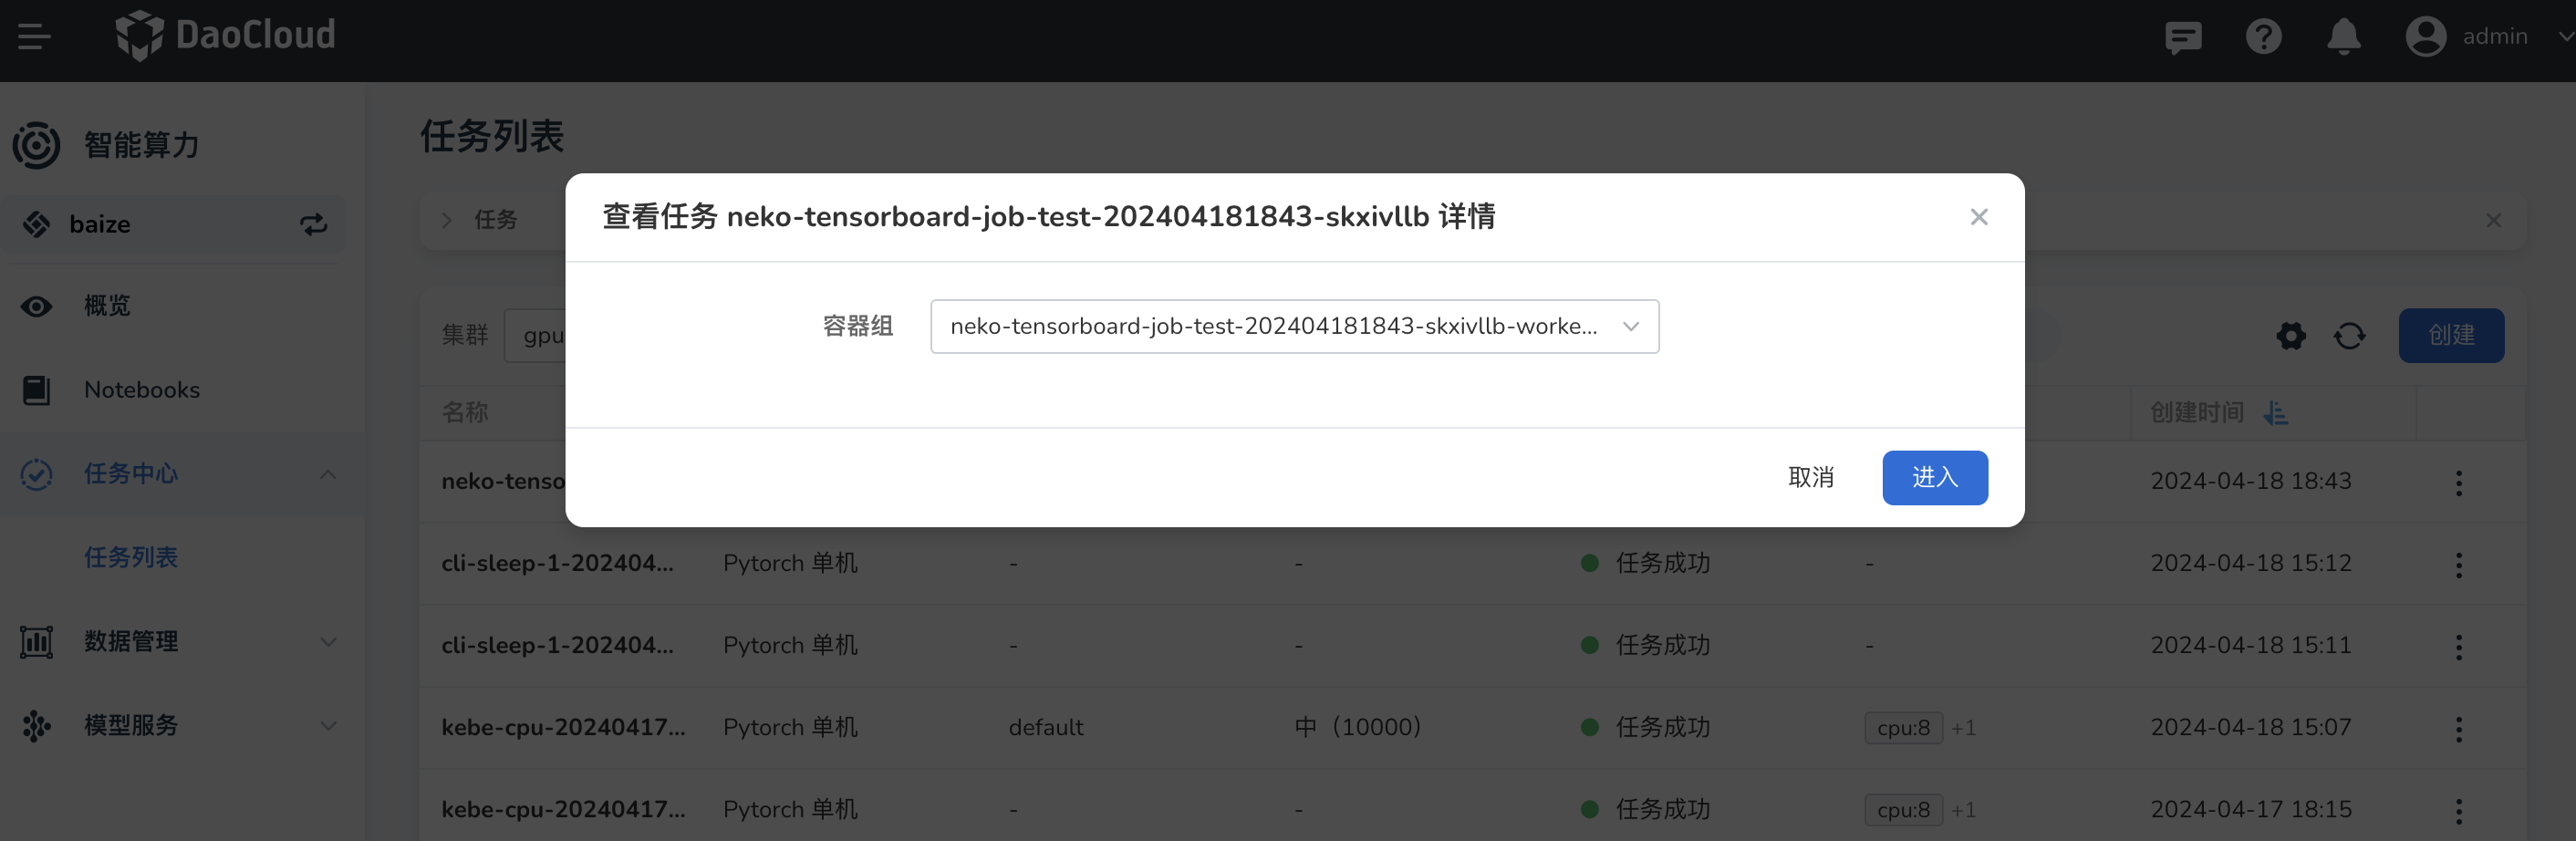 DaoCloud
admin
智能算力
baize
概览
Notebooks
任务中心
任务列表
数据管理
模型服务
任务列表
任务
查看任务 neko-tensorboard-job-test-202404181843-skxivllb 详情
容器组 neko-tensorboard-job-test-202404181843-skxivllb-worke...
取消 进入
集群 gpu
创建
名称 创建时间
neko-tenso 2024-04-18 18:43
cli-sleep-1-202404... Pytorch 单机 - - 任务成功 - 2024-04-18 15:12
cli-sleep-1-202404... Pytorch 单机 - - 任务成功 - 2024-04-18 15:11
kebe-cpu-20240417... Pytorch 单机 default 中（10000） 任务成功 cpu:8 +1 2024-04-18 15:07
kebe-cpu-20240417... Pytorch 单机 - - 任务成功 cpu:8 +1 2024-04-17 18:15